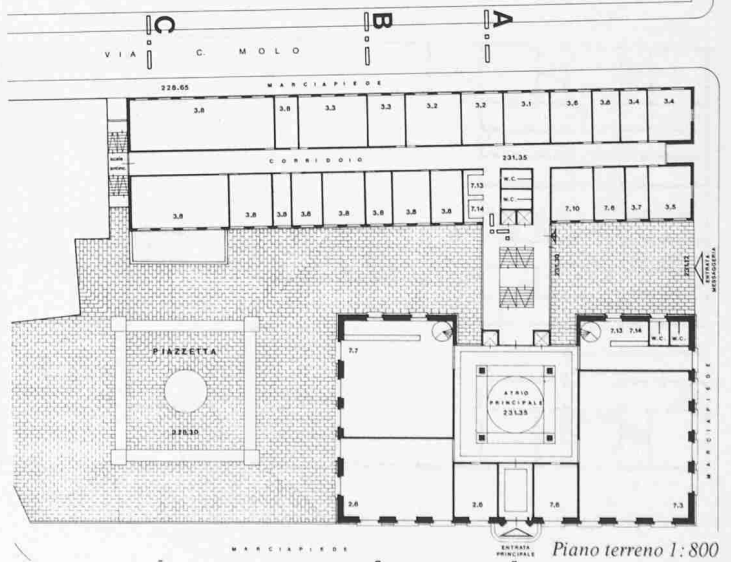 C B A
VIA C. MOLO
MARCIAPIEDE
228.65
3.8 3.8 3.3 3.3 3.2 3.2 3.1 3.6 3.6 3.4 3.4
scala
CORRIDOIO 231.35
W.C.
7.13
W.C.
7.14
3.8 3.8 3.8 3.8 3.8 3.8 3.8 3.8 7.10 7.6 3.7 3.5
ENTRATA
MESSAGGERIA
PIAZZETTA
7.7
7.13 7.14
W.C. W.C.
ATRIO
PRINCIPALE
231.35
MARCIAPIEDE
2.6 2.6 7.6 7.3
MARCIAPIEDE
ENTRATA
PRINCIPALE
Piano terreno 1:800